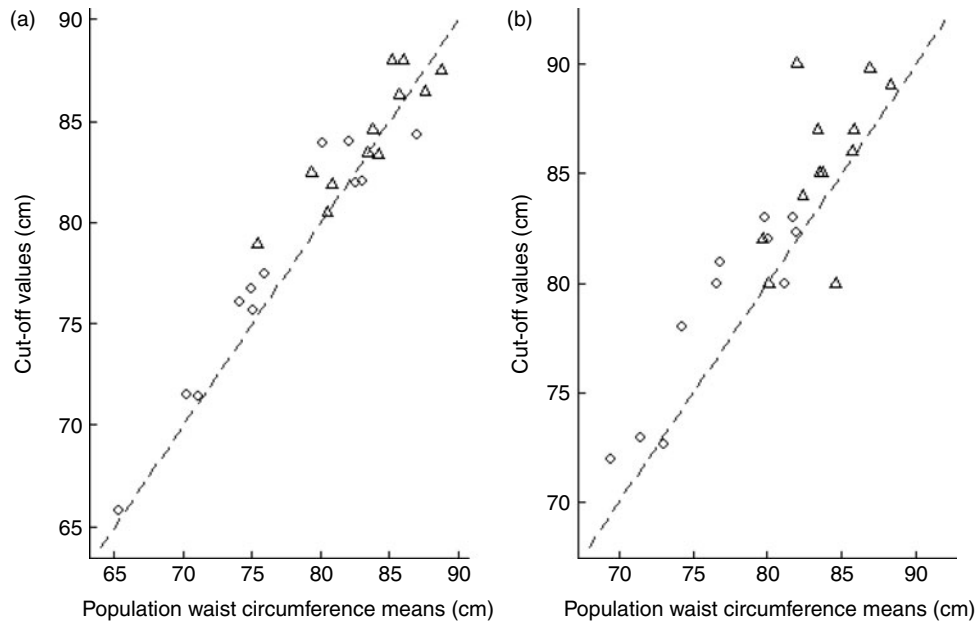 (a)
90
85
80
75
70
65
Cut-off values (cm)
65 70 75 80 85 90
Population waist circumference means (cm)
(b)
90
85
80
75
70
Cut-off values (cm)
70 75 80 85 90
Population waist circumference means (cm)